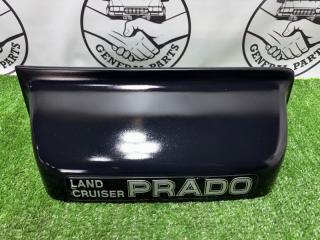 GENERAL PARTS
GENERAL PARTS
LAND
CRUISER PRADO